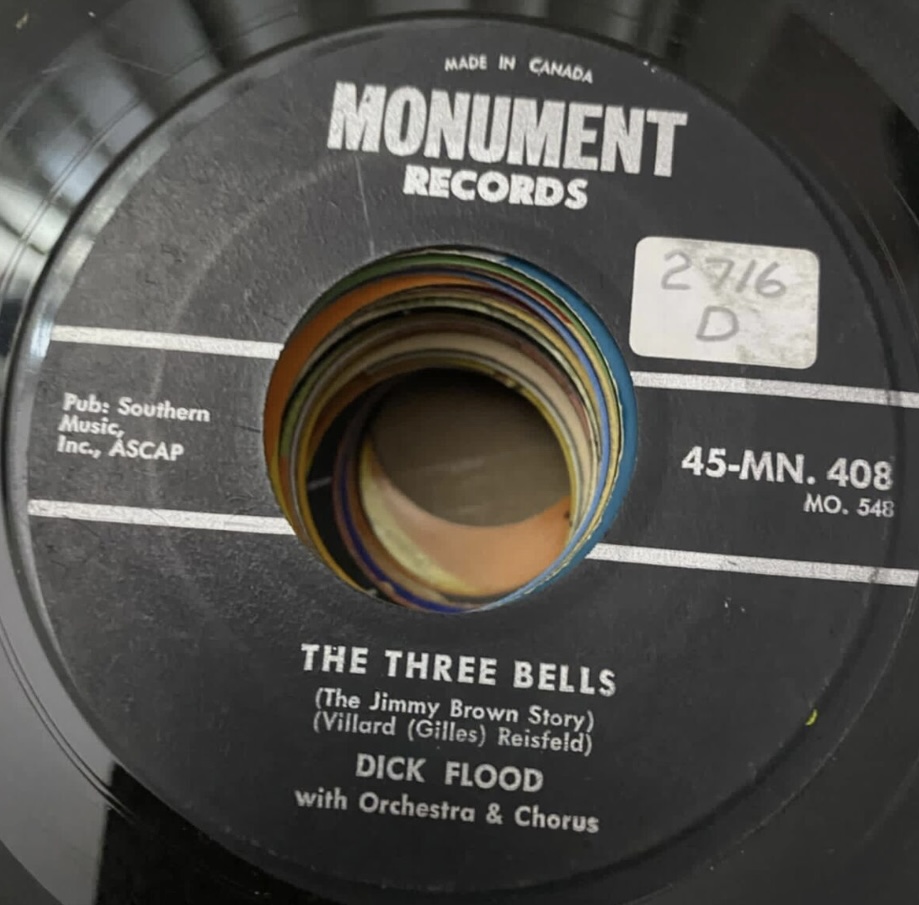 MADE IN CANADA
MONUMENT
RECORDS
2716
D
Pub: Southern
Music,
Inc., ASCAP
45-MN. 408
MO. 548
THE THREE BELLS
(The Jimmy Brown Story)
(Villard (Gilles) Reisfeld)
DICK FLOOD
with Orchestra & Chorus